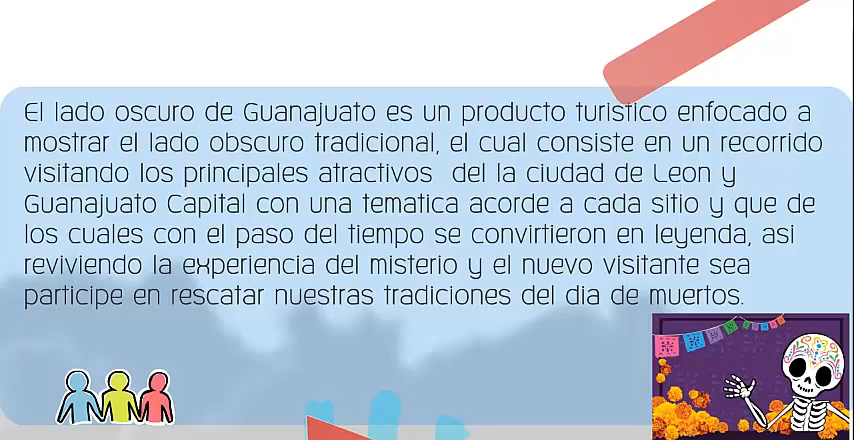 El lado oscuro de Guanajuato es un producto turistico enfocado a
mostrar el lado obscuro tradicional, el cual consiste en un recorrido
visitando los principales atractivos  del la ciudad de Leon y
Guanajuato Capital con una tematica acorde a cada sitio y que de
los cuales con el paso del tiempo se convirtieron en leyenda, asi
reviviendo la experiencia del misterio y el nuevo visitante sea
participe en rescatar nuestras tradiciones del dia de muertos.